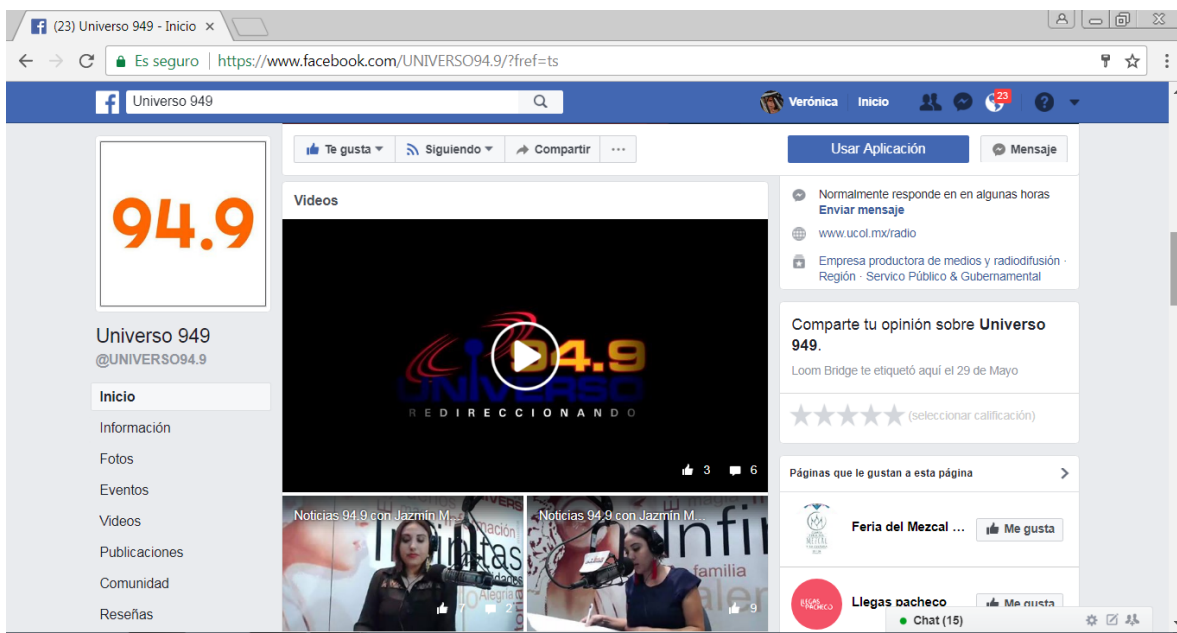 (23) Universo 949 - Inicio
Es seguro
https://www.facebook.com/UNIVERSO94.9/?fref=ts
Universo 949
Verónica
Inicio
23
94.9
Universo 949
@UNIVERSO94.9
Inicio
Información
Fotos
Eventos
Videos
Publicaciones
Comunidad
Reseñas
Te gusta
Siguiendo
Compartir
Usar Aplicación
Mensaje
Videos
94.9
UNIVERSO
REDIRECCIONANDO
3
6
Noticias 94.9 con Jazmín M...
2
Noticias 94.9 con Jazmín M...
familia
9
Normalmente responde en en algunas horas
Enviar mensaje
www.ucol.mx/radio
Empresa productora de medios y radiodifusión ·
Región · Servico Público & Gubernamental
Comparte tu opinión sobre Universo
949.
Loom Bridge te etiquetó aquí el 29 de Mayo
(seleccionar calificación)
Páginas que le gustan a esta página
Feria del Mezcal ...
Me gusta
Llegas pacheco
Me gusta
Chat (15)